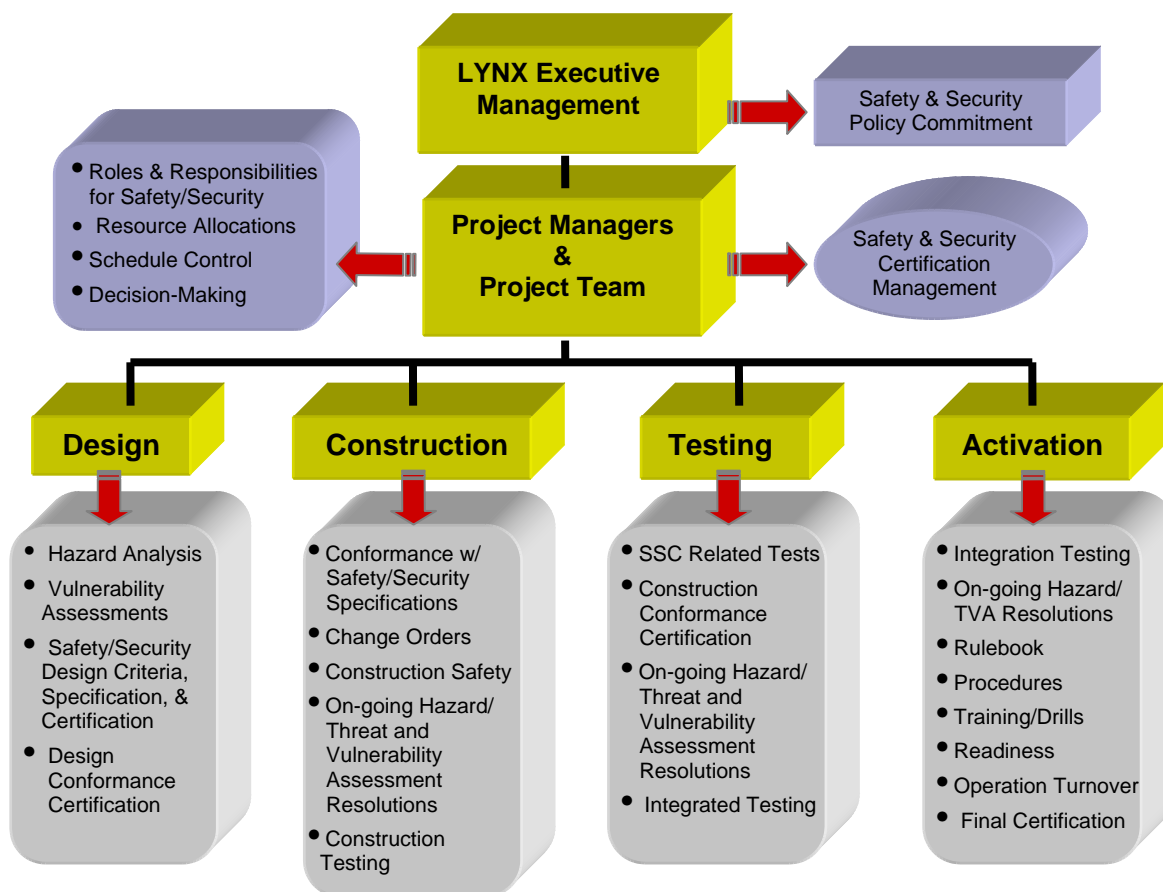 LYNX Executive
Management
Safety & Security
Policy Commitment
• Roles & Responsibilities
for Safety/Security
• Resource Allocations
• Schedule Control
• Decision-Making
Project Managers
&
Project Team
Safety & Security
Certification
Management
Design
• Hazard Analysis
• Vulnerability
Assessments
• Safety/Security
Design Criteria,
Specification, &
Certification
• Design
Conformance
Certification
Construction
• Conformance w/
Safety/Security
Specifications
• Change Orders
• Construction Safety
• On-going Hazard/
Threat and
Vulnerability
Assessment
Resolutions
• Construction
Testing
Testing
• SSC Related Tests
• Construction
Conformance
Certification
• On-going Hazard/
Threat and
Vulnerability
Assessment
Resolutions
• Integrated Testing
Activation
• Integration Testing
• On-going Hazard/
TVA Resolutions
• Rulebook
• Procedures
• Training/Drills
• Readiness
• Operation Turnover
• Final Certification